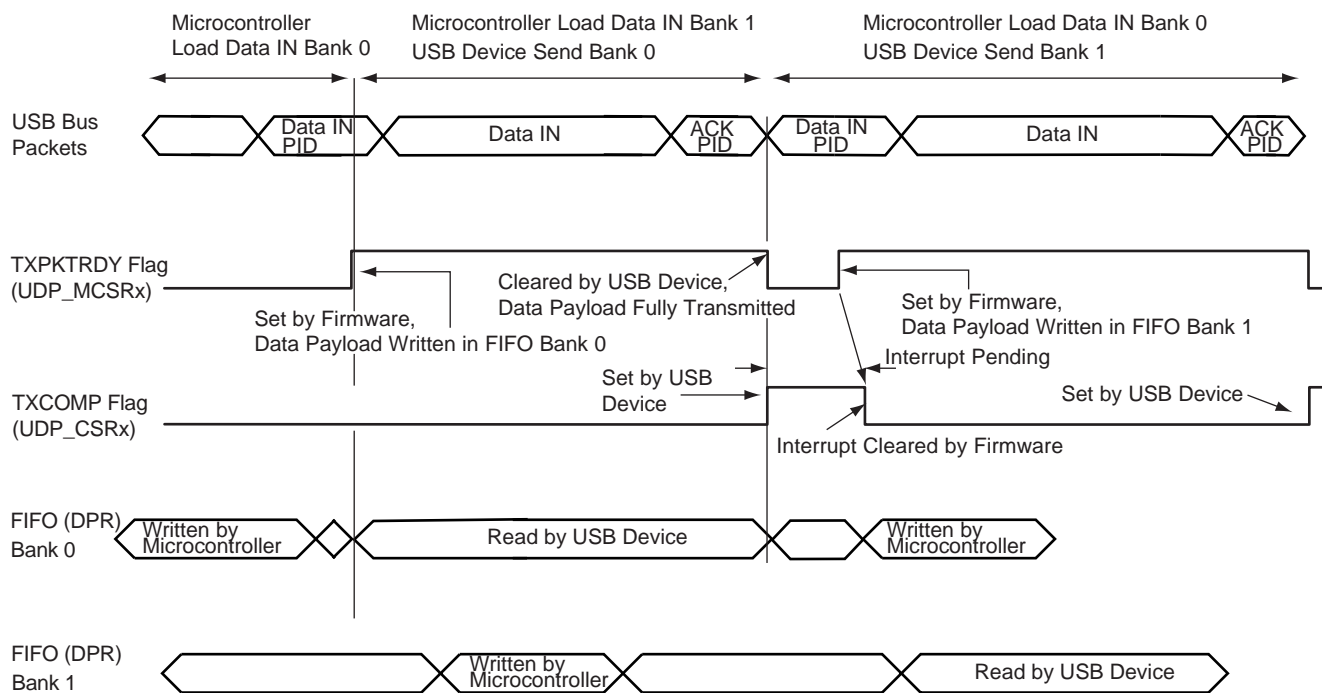 Microcontroller
Load Data IN Bank 0
Microcontroller Load Data IN Bank 1
USB Device Send Bank 0
Microcontroller Load Data IN Bank 0
USB Device Send Bank 1
USB Bus
Packets
Data IN
PID
Data IN
ACK
PID
Data IN
PID
Data IN
ACK
PID
TXPKTRDY Flag
(UDP_MCSRx)
Set by Firmware,
Data Payload Written in FIFO Bank 0
Cleared by USB Device,
Data Payload Fully Transmitted
Set by Firmware,
Data Payload Written in FIFO Bank 1
Interrupt Pending
TXCOMP Flag
(UDP_CSRx)
Set by USB
Device
Set by USB Device
Interrupt Cleared by Firmware
FIFO (DPR)
Bank 0
Written by
Microcontroller
Read by USB Device
Written by
Microcontroller
FIFO (DPR)
Bank 1
Written by
Microcontroller
Read by USB Device